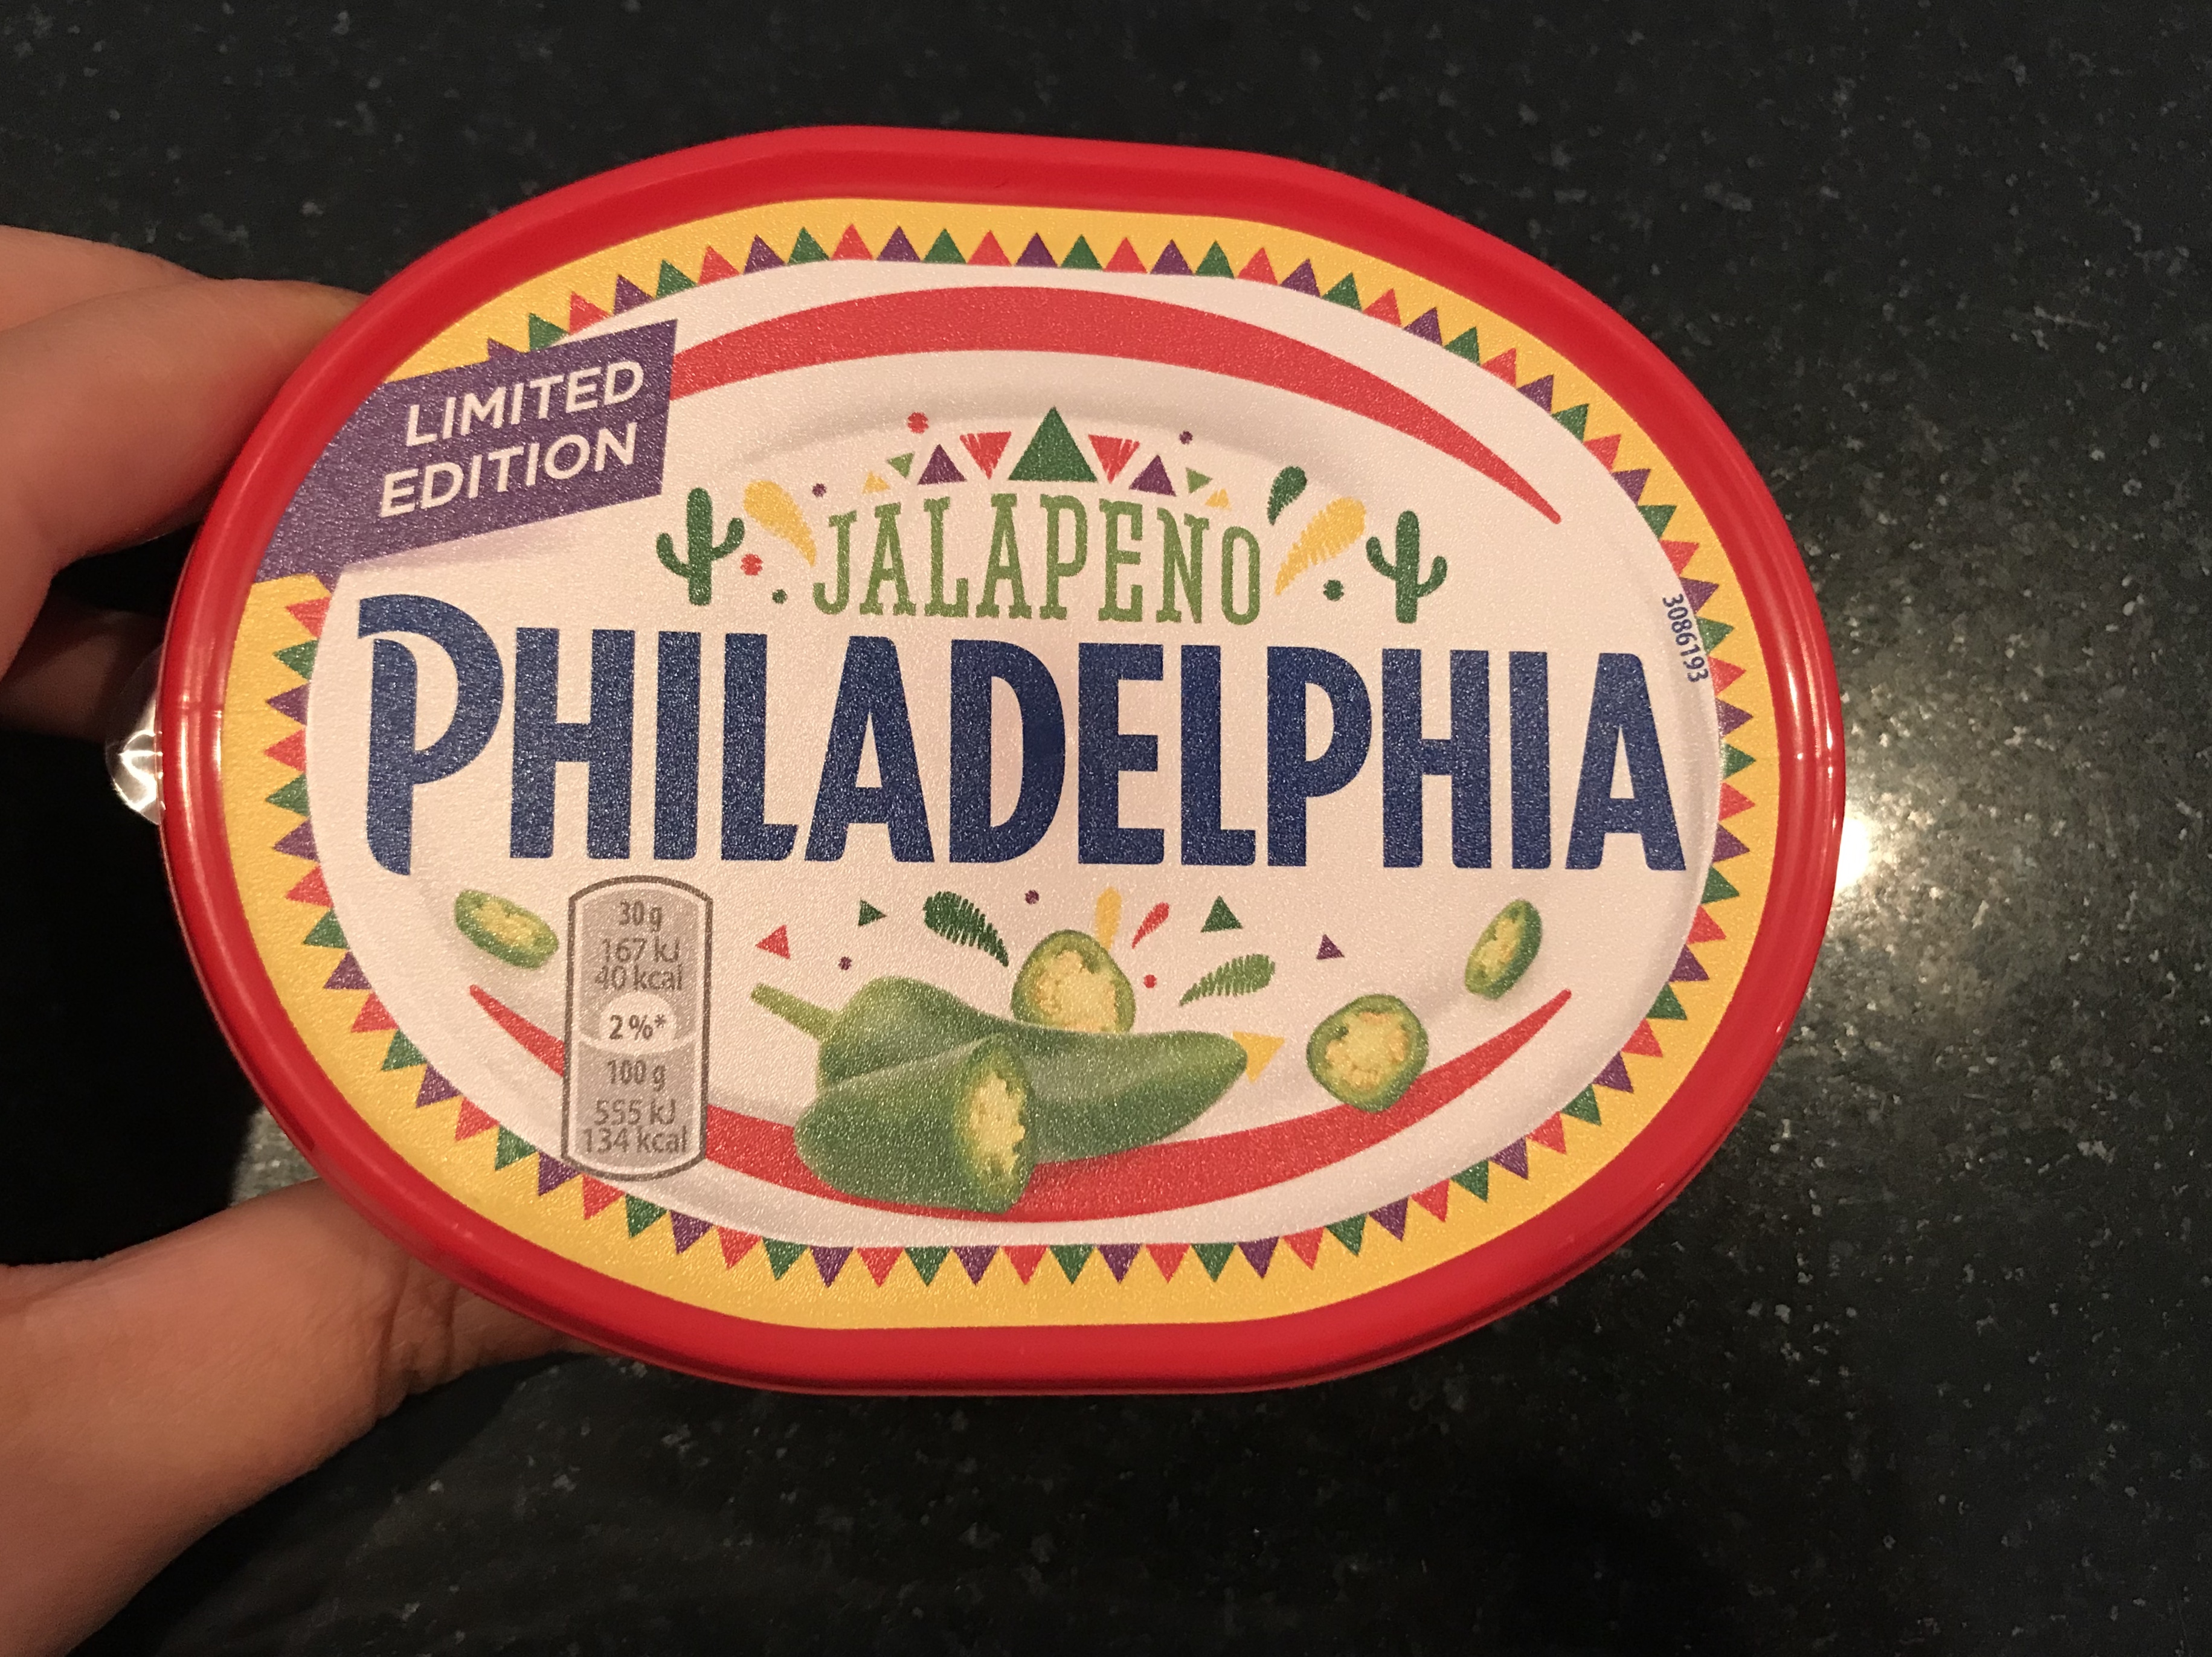 LIMITED
EDITION
JALAPENO
PHILADELPHIA
3086193
30 g
167 kJ
40 kcal
2%*
100 g
555 kJ
134 kcal